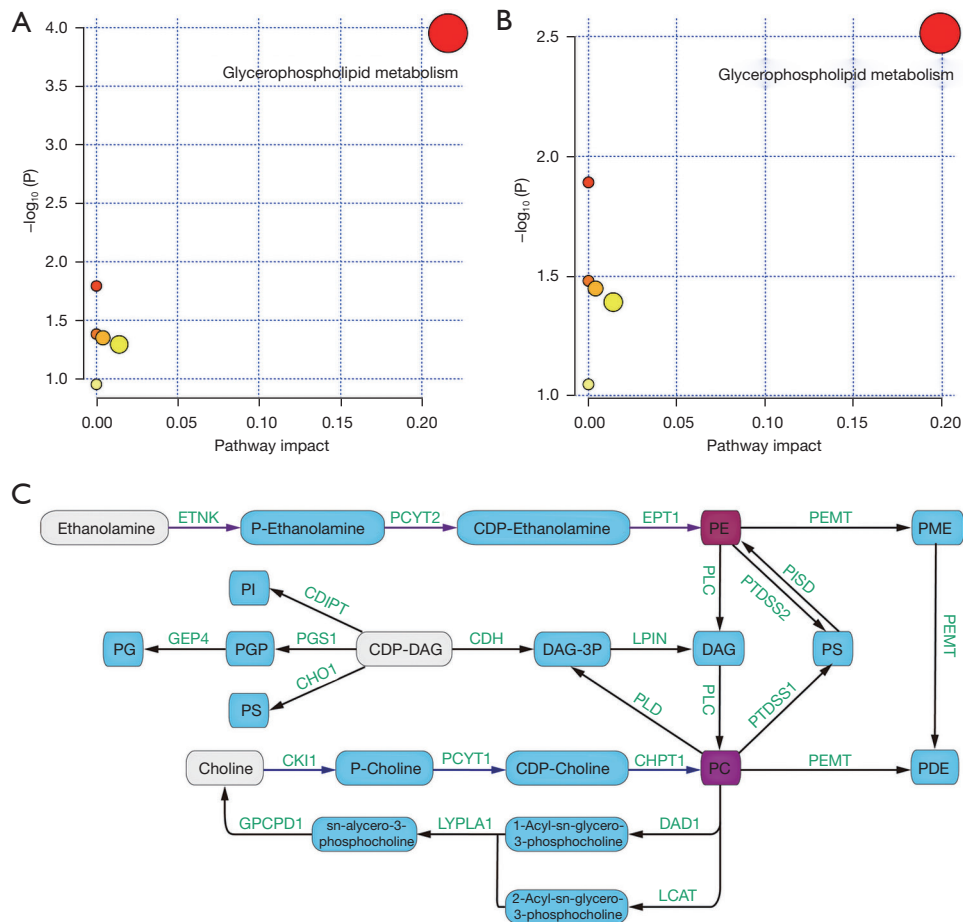 A
4.0
Glycerophospholipid metabolism
3.5
3.0
2.5
2.0
1.5
1.0
−log10 (P)
0.00 0.05 0.10 0.15 0.20
Pathway impact
B
2.5
Glycerophospholipid metabolism
2.0
1.5
1.0
−log10 (P)
0.00 0.05 0.10 0.15 0.20
Pathway impact
C
Ethanolamine ETNK P-Ethanolamine PCYT2 CDP-Ethanolamine EPT1 PE PEMT PME
PI CDIPT PLC PTDSS2 PISD
PG GEP4 PGP PGS1 CDP-DAG CDH DAG-3P LPIN DAG PS PEMT
PS CHO1 PLD PLC PTDSS1
Choline CKI1 P-Choline PCYT1 CDP-Choline CHPT1 PC PEMT PDE
GPCPD1 sn-alycero-3-
phosphocholine LYPLA1 1-Acyl-sn-glycero-
3-phosphocholine DAD1
2-Acyl-sn-glycero-
3-phosphocholine LCAT